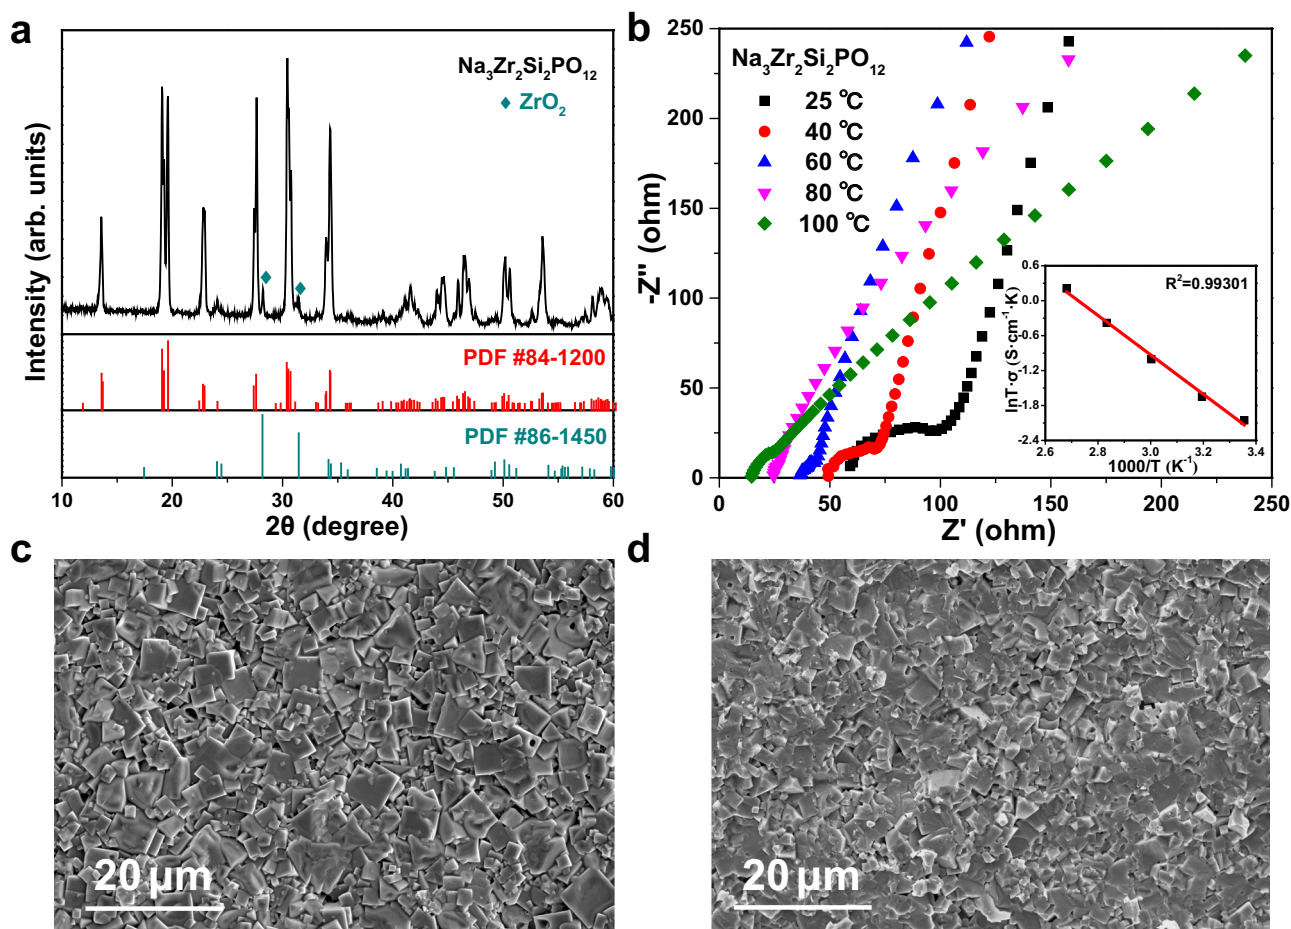 a
Intensity (arb. units)
Na3Zr2Si2PO12
ZrO2
PDF #84-1200
PDF #86-1450
10 20 30 40 50 60
2θ (degree)
b
-Z'' (ohm)
250
200
150
100
50
0
Na3Zr2Si2PO12
25 ℃
40 ℃
60 ℃
80 ℃
100 ℃
0 50 100 150 200 250
Z' (ohm)
lnT·σ (S·cm-1·K)
0.6
0.0
-0.6
-1.2
-1.8
-2.4
R2=0.99301
2.6 2.8 3.0 3.2 3.4
1000/T (K-1)
c
20 μm
d
20 μm